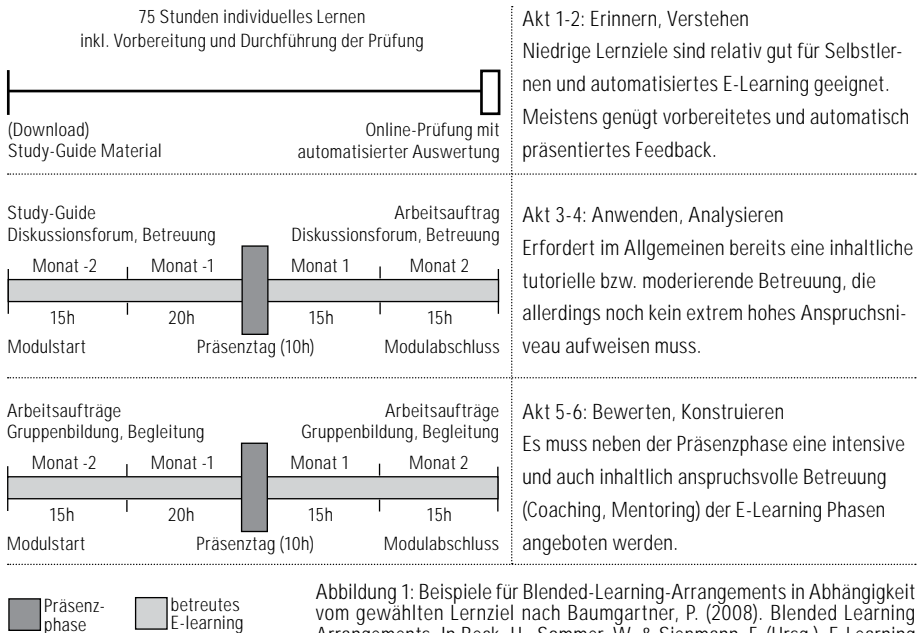 75 Stunden individuelles Lernen
inkl. Vorbereitung und Durchführung der Prüfung
(Download)
Study-Guide Material
Online-Prüfung mit
automatisierter Auswertung
Akt 1-2: Erinnern, Verstehen
Niedrige Lernziele sind relativ gut für Selbstler-
nen und automatisiertes E-Learning geeignet.
Meistens genügt vorbereitetes und automatisch
präsentiertes Feedback.
Study-Guide
Diskussionsforum, Betreuung
Arbeitsauftrag
Diskussionsforum, Betreuung
Monat -2 Monat -1 Monat 1 Monat 2
15h 20h 15h 15h
Modulstart Präsenztag (10h) Modulabschluss
Akt 3-4: Anwenden, Analysieren
Erfordert im Allgemeinen bereits eine inhaltliche
tutorielle bzw. moderierende Betreuung, die
allerdings noch kein extrem hohes Anspruchsni-
veau aufweisen muss.
Arbeitsaufträge
Gruppenbildung, Begleitung
Arbeitsaufträge
Gruppenbildung, Begleitung
Monat -2 Monat -1 Monat 1 Monat 2
15h 20h 15h 15h
Modulstart Präsenztag (10h) Modulabschluss
Akt 5-6: Bewerten, Konstruieren
Es muss neben der Präsenzphase eine intensive
und auch inhaltlich anspruchsvolle Betreuung
(Coaching, Mentoring) der E-Learning Phasen
angeboten werden.
Präsenz-
phase
betreutes
E-learning
Abbildung 1: Beispiele für Blended-Learning-Arrangements in Abhängigkeit
vom gewählten Lernziel nach Baumgartner, P. (2008). Blended Learning
Arrangements. In Beck, U., Sommer, W. & Siepmann, F. (Hrsg.), E-Learning